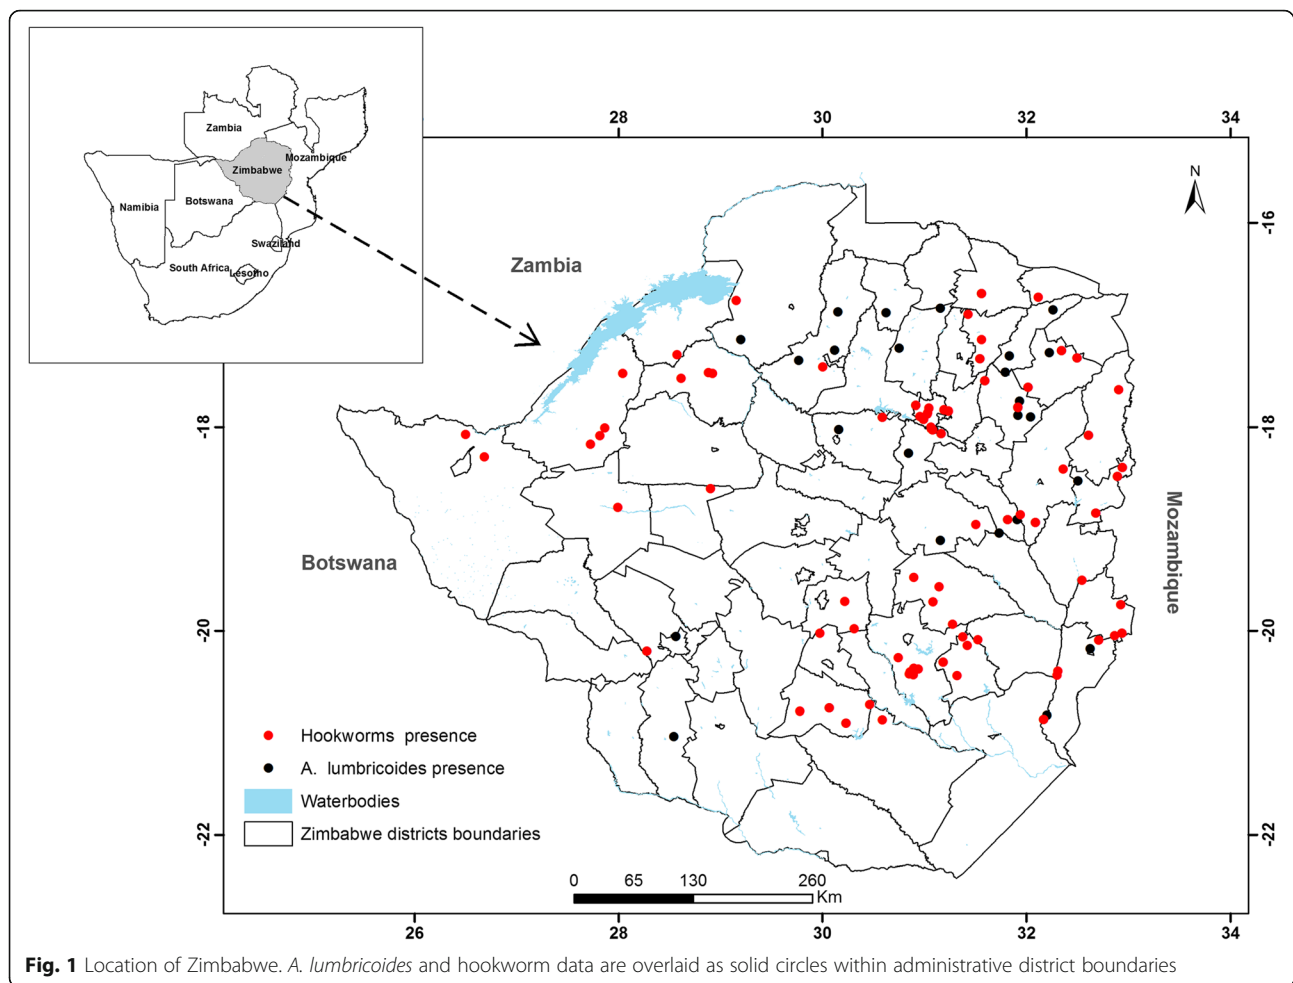 Zambia
Mozambique
Zimbabwe
Botswana
Namibia
Swaziland
South Africa
Lesotho
28 30 32 34
N
-16
-16
Zambia
-18
-18
Mozambique
Botswana
-20
-20
Hookworms presence
A. lumbricoides presence
Waterbodies
Zimbabwe districts boundaries
-22
-22
0 65 130 260
Km
26 28 30 32 34
Fig. 1 Location of Zimbabwe. A. lumbricoides and hookworm data are overlaid as solid circles within administrative district boundaries